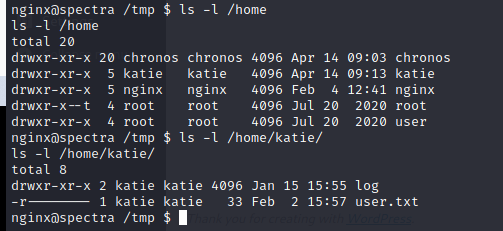 nginx@spectra /tmp $ ls -l /home
ls -l /home
total 20
drwxr-xr-x 20 chronos chronos 4096 Apr 14 09:03 chronos
drwxr-xr-x  5 katie   katie   4096 Apr 14 09:13 katie
drwxr-xr-x  5 nginx   nginx   4096 Feb  4 12:41 nginx
drwxr-x--t  4 root    root    4096 Jul 20  2020 root
drwxr-xr-x  4 root    root    4096 Jul 20  2020 user
nginx@spectra /tmp $ ls -l /home/katie/
ls -l /home/katie/
total 8
drwxr-xr-x 2 katie katie 4096 Jan 15 15:55 log
-r-------- 1 katie katie   33 Feb  2 15:57 user.txt
nginx@spectra /tmp $